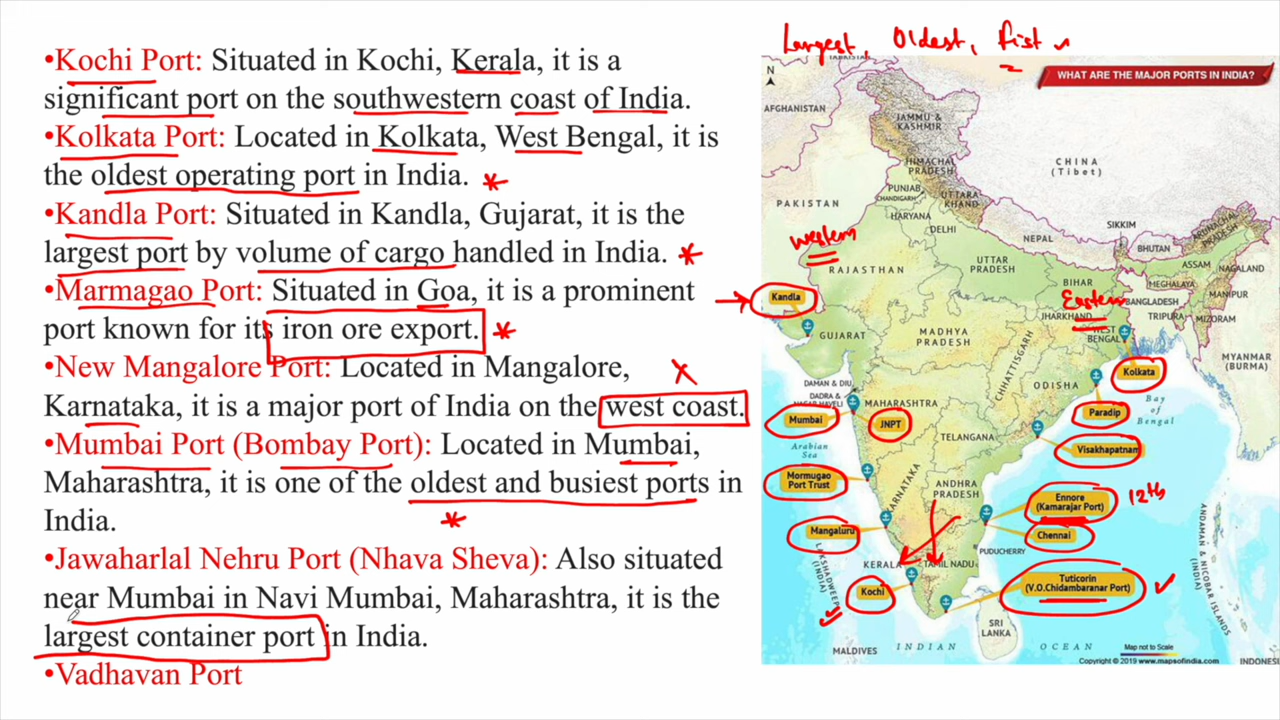 •Kochi Port: Situated in Kochi, Kerala, it is a
significant port on the southwestern coast of India.
•Kolkata Port: Located in Kolkata, West Bengal, it is
the oldest operating port in India.
•Kandla Port: Situated in Kandla, Gujarat, it is the
largest port by volume of cargo handled in India.
•Marmagao Port: Situated in Goa, it is a prominent
port known for its iron ore export.
•New Mangalore Port: Located in Mangalore,
Karnataka, it is a major port of India on the west coast.
•Mumbai Port (Bombay Port): Located in Mumbai,
Maharashtra, it is one of the oldest and busiest ports in
India.
•Jawaharlal Nehru Port (Nhava Sheva): Also situated
near Mumbai in Navi Mumbai, Maharashtra, it is the
largest container port in India.
•Vadhavan Port
Largest, Oldest, first
WHAT ARE THE MAJOR PORTS IN INDIA?
N
AFGHANISTAN
JAMMU &
KASHMIR
CHINA
(Tibet)
HIMACHAL
PRADESH
PAKISTAN
PUNJAB
CHANDIGARH
UTTARA
KHAND
HARYANA
DELHI
NEPAL
SIKKIM
BHUTAN
ARUNACHAL
PRADESH
ASSAM
NAGALAND
MEGHALAYA
MANIPUR
western
RAJASTHAN
UTTAR
PRADESH
BIHAR
Eastern
BANGLADESH
JHARKHAND
TRIPURA
MIZORAM
Kandla
GUJARAT
MADHYA
PRADESH
WEST
BENGAL
MYANMAR
(BURMA)
CHHATTISGARH
Kolkata
ODISHA
DAMAN & DIU
DADRA &
NAGAR HAVELI
MAHARASHTRA
Paradip
Bay
of
Bengal
Mumbai
JNPT
Arabian
Sea
TELANGANA
Visakhapatnam
Mormugao
Port Trust
KARNATAKA
ANDHRA
PRADESH
Ennore
(Kamarajar Port)
12th
Mangaluru
Chennai
PUDUCHERRY
LAKSHADWEEP
(INDIA)
KERALA
TAMIL NADU
ANDAMAN & NICOBAR ISLANDS
(INDIA)
Kochi
Tuticorin
(V.O.Chidambaranar Port)
SRI
LANKA
MALDIVES
INDIAN OCEAN
Map not to Scale
Copyright © 2019 www.mapsofindia.com
INDONESIA